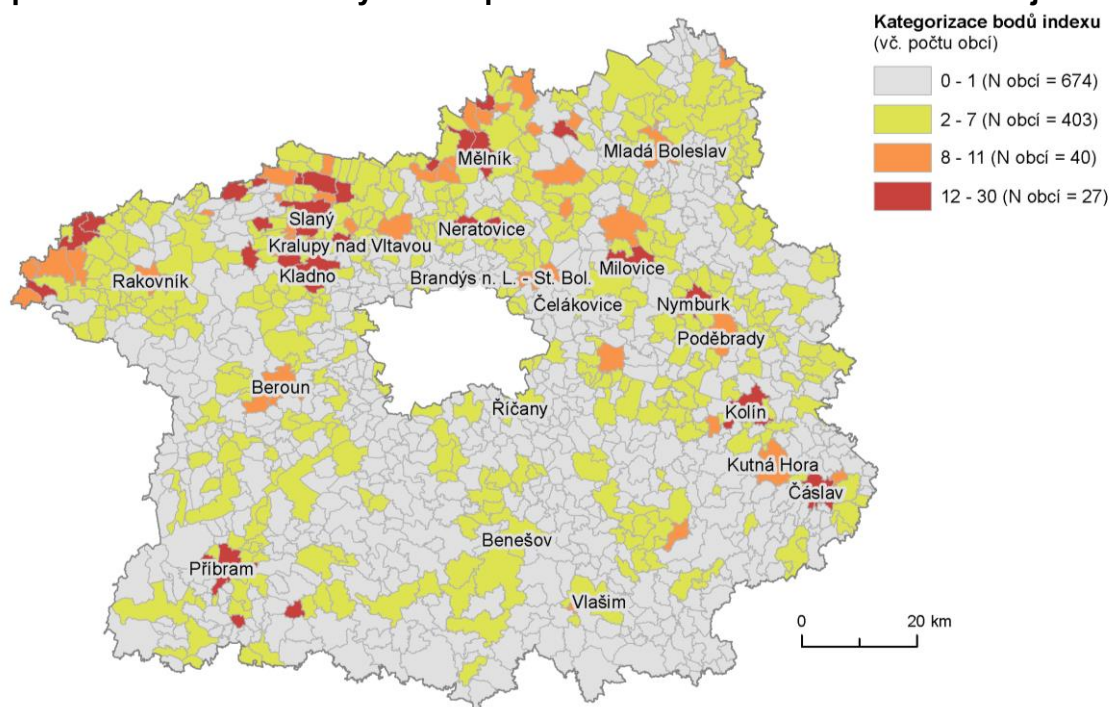 Kategorizace bodů indexu
(vč. počtu obcí)
0 - 1 (N obcí = 674)
2 - 7 (N obcí = 403)
8 - 11 (N obcí = 40)
12 - 30 (N obcí = 27)
Mělník
Mladá Boleslav
Slaný
Neratovice
Kralupy nad Vltavou
Milovice
Rakovník
Kladno
Brandýs n. L. - St. Bol.
Čelákovice
Nymburk
Poděbrady
Beroun
Říčany
Kolín
Kutná Hora
Čáslav
Benešov
Příbram
Vlašim
0
20 km